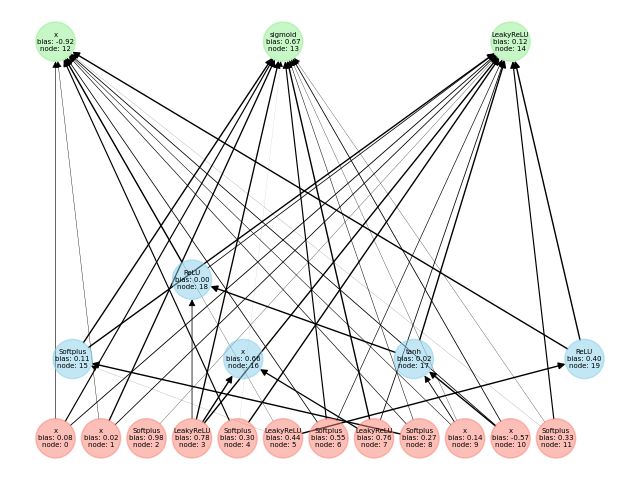 x
bias: -0.92
node: 12
sigmoid
bias: 0.67
node: 13
LeakyReLU
bias: 0.12
node: 14
ReLU
bias: 0.00
node: 18
Softplus
bias: 0.11
node: 15
x
bias: 0.66
node: 16
tanh
bias: 0.02
node: 17
ReLU
bias: 0.40
node: 19
x
bias: 0.08
node: 0
x
bias: 0.02
node: 1
Softplus
bias: 0.98
node: 2
LeakyReLU
bias: 0.78
node: 3
Softplus
bias: 0.30
node: 4
LeakyReLU
bias: 0.44
node: 5
Softplus
bias: 0.55
node: 6
LeakyReLU
bias: 0.76
node: 7
Softplus
bias: 0.27
node: 8
x
bias: 0.14
node: 9
x
bias: -0.57
node: 10
Softplus
bias: 0.33
node: 11